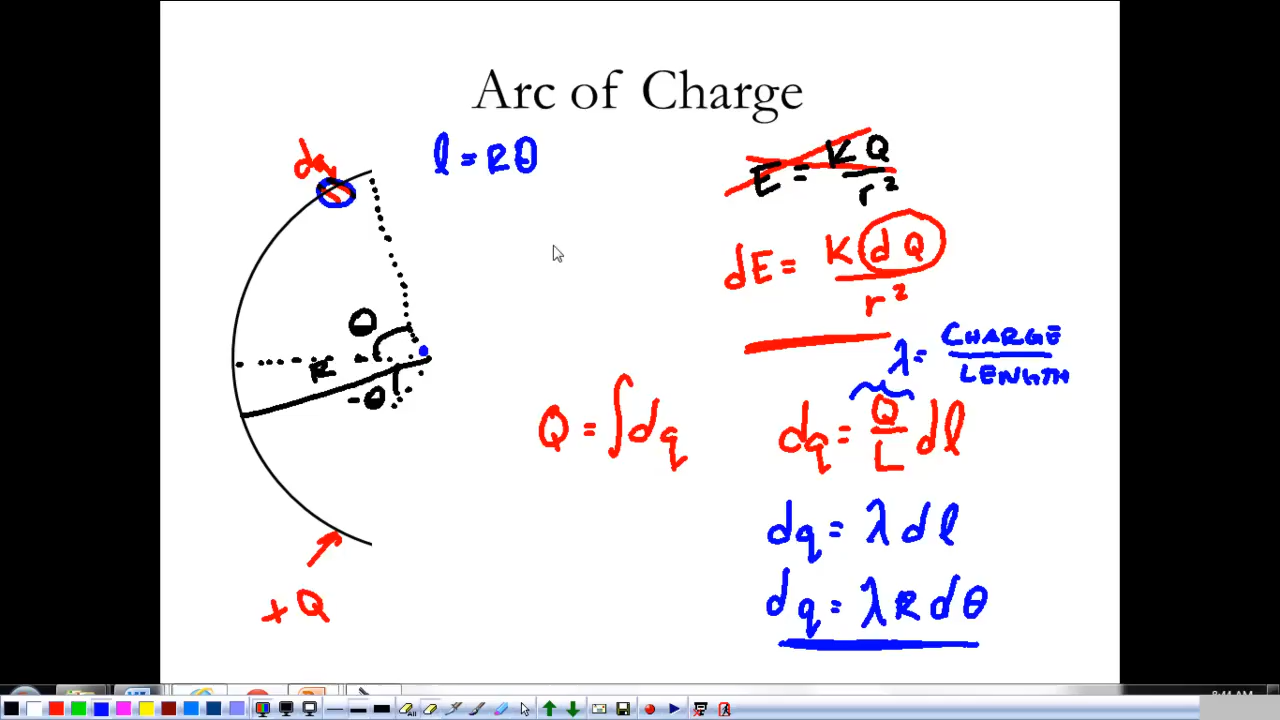 Arc of Charge
dq
l = Rθ
E = KQ/r²
dE = K dQ/r²
θ
R
-θ
λ = CHARGE/LENGTH
Q = ∫dq
dq = Q/L dl
dq = λ dl
dq = λ R dθ
+Q